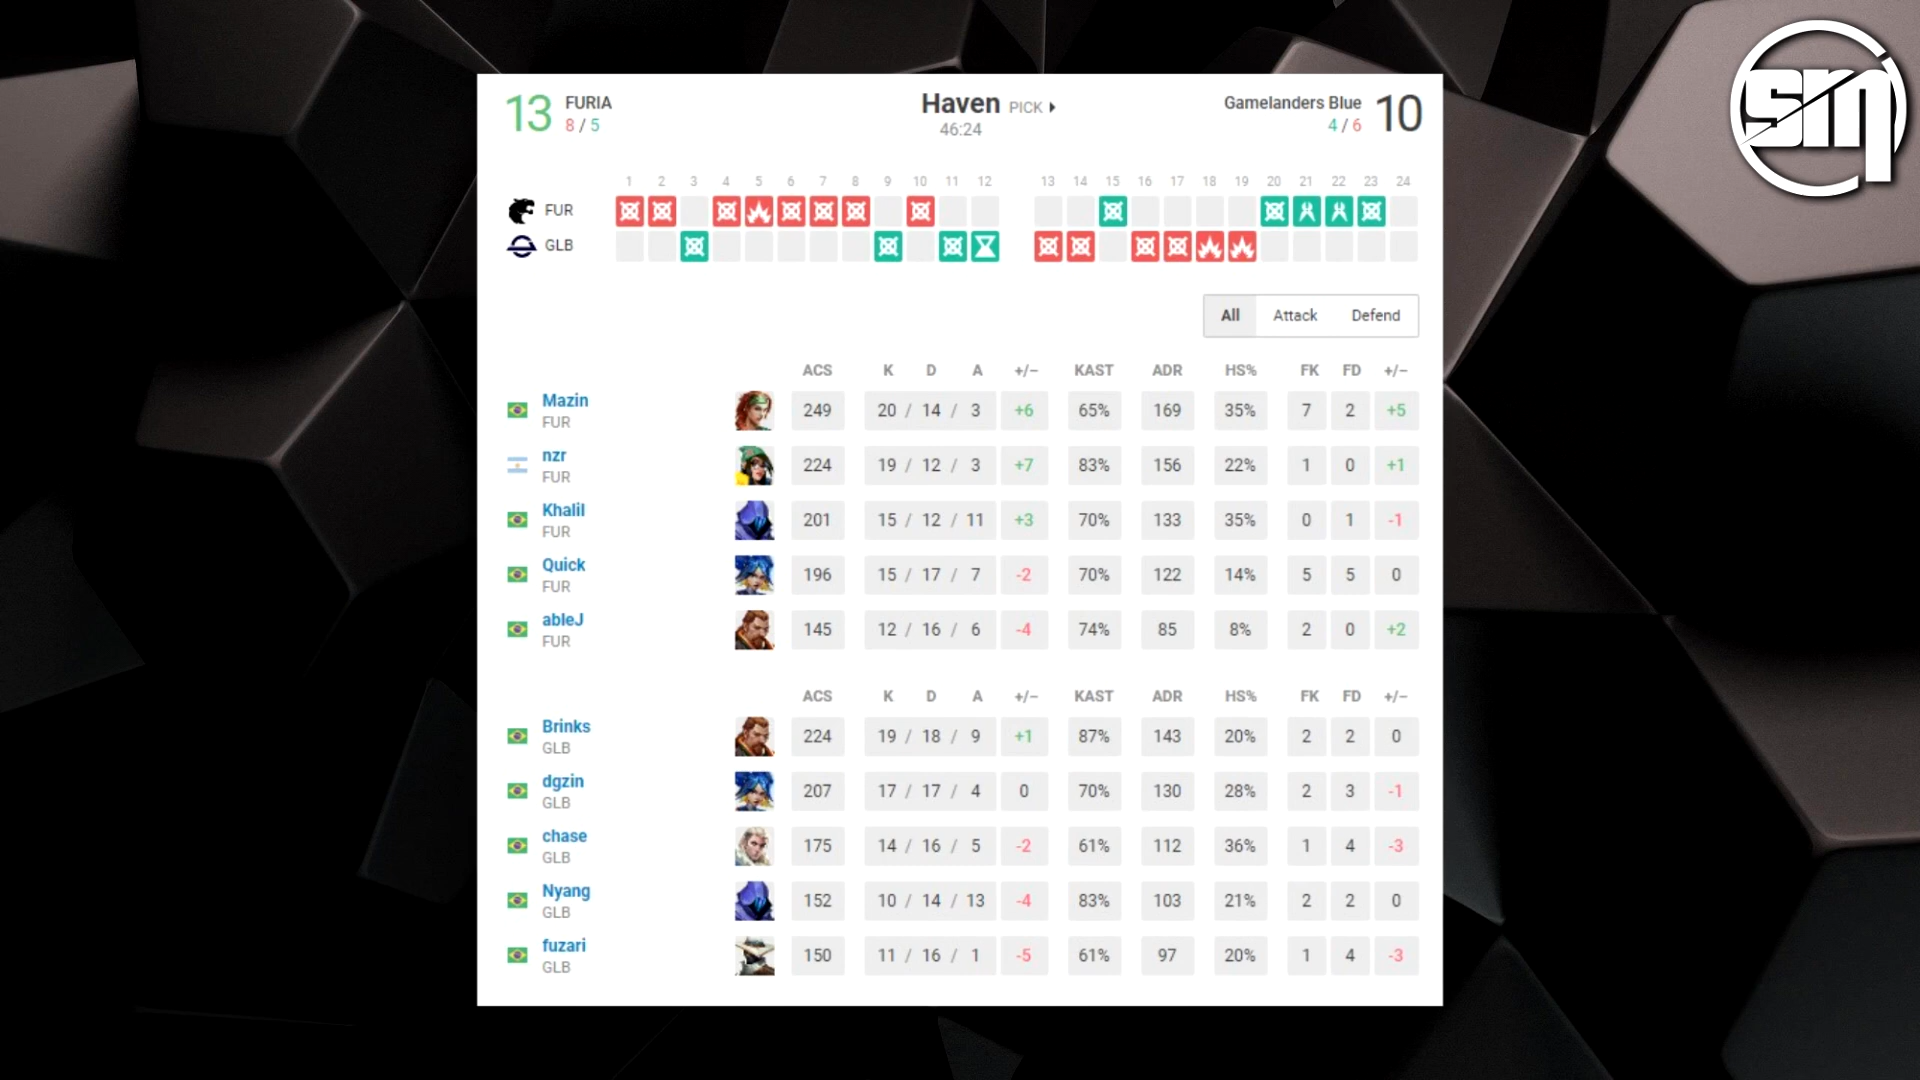 13 FURIA Haven PICK Gamelanders Blue 10
8 / 5 46:24 4 / 6
1 2 3 4 5 6 7 8 9 10 11 12 13 14 15 16 17 18 19 20 21 22 23 24
FUR
GLB
All Attack Defend
ACS K D A +/– KAST ADR HS% FK FD +/–
Mazin 249 20 / 14 / 3 +6 65% 169 35% 7 2 +5
FUR
nzr 224 19 / 12 / 3 +7 83% 156 22% 1 0 +1
FUR
Khalil 201 15 / 12 / 11 +3 70% 133 35% 0 1 -1
FUR
Quick 196 15 / 17 / 7 -2 70% 122 14% 5 5 0
FUR
ableJ 145 12 / 16 / 6 -4 74% 85 8% 2 0 +2
FUR
ACS K D A +/– KAST ADR HS% FK FD +/–
Brinks 224 19 / 18 / 9 +1 87% 143 20% 2 2 0
GLB
dgzin 207 17 / 17 / 4 0 70% 130 28% 2 3 -1
GLB
chase 175 14 / 16 / 5 -2 61% 112 36% 1 4 -3
GLB
Nyang 152 10 / 14 / 13 -4 83% 103 21% 2 2 0
GLB
fuzari 150 11 / 16 / 1 -5 61% 97 20% 1 4 -3
GLB